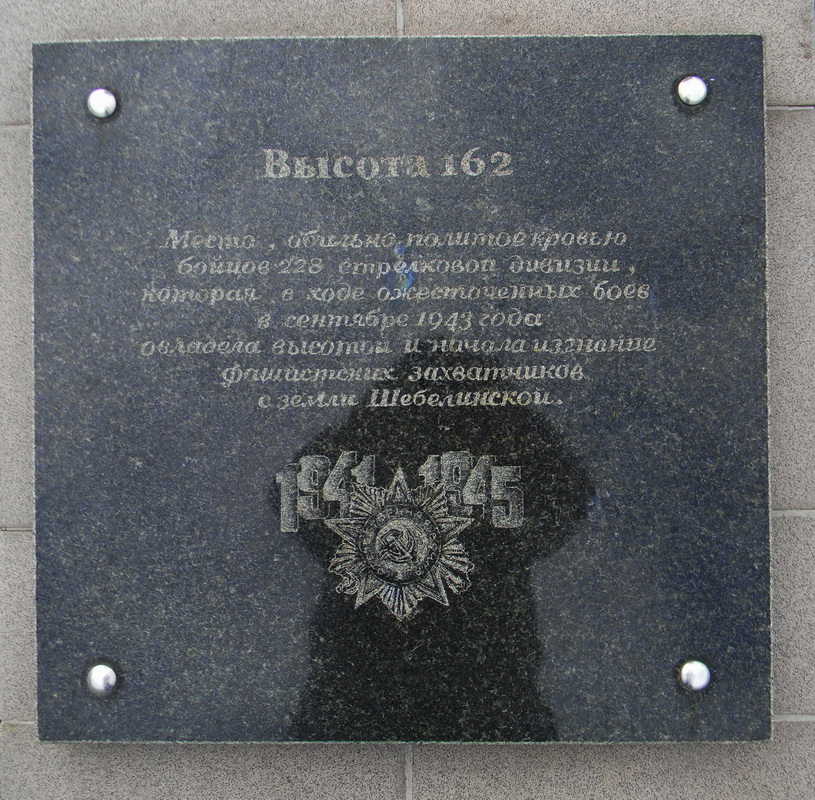 Высота 162
Место , обильно политое кровью
бойцов 228 стрелковой дивизии ,
которая в ходе ожесточенных боев
в сентябре 1943 года
овладела высотой и начала изгнание
фашистских захватчиков
с земли Шебелинской.
1941 1945